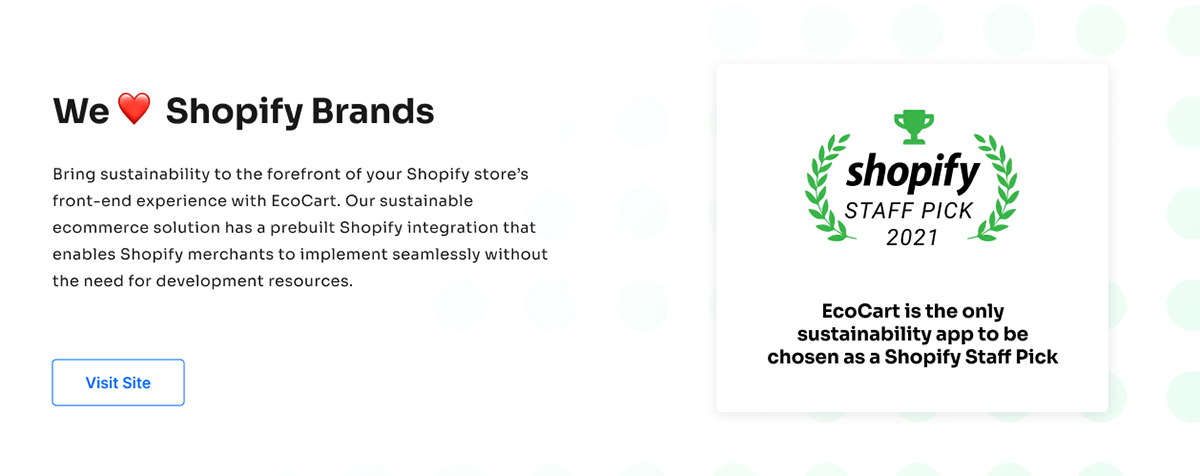 We ❤️ Shopify Brands
Bring sustainability to the forefront of your Shopify store’s
front-end experience with EcoCart. Our sustainable
ecommerce solution has a prebuilt Shopify integration that
enables Shopify merchants to implement seamlessly without
the need for development resources.
Visit Site
shopify
STAFF PICK
2021
EcoCart is the only
sustainability app to be
chosen as a Shopify Staff Pick